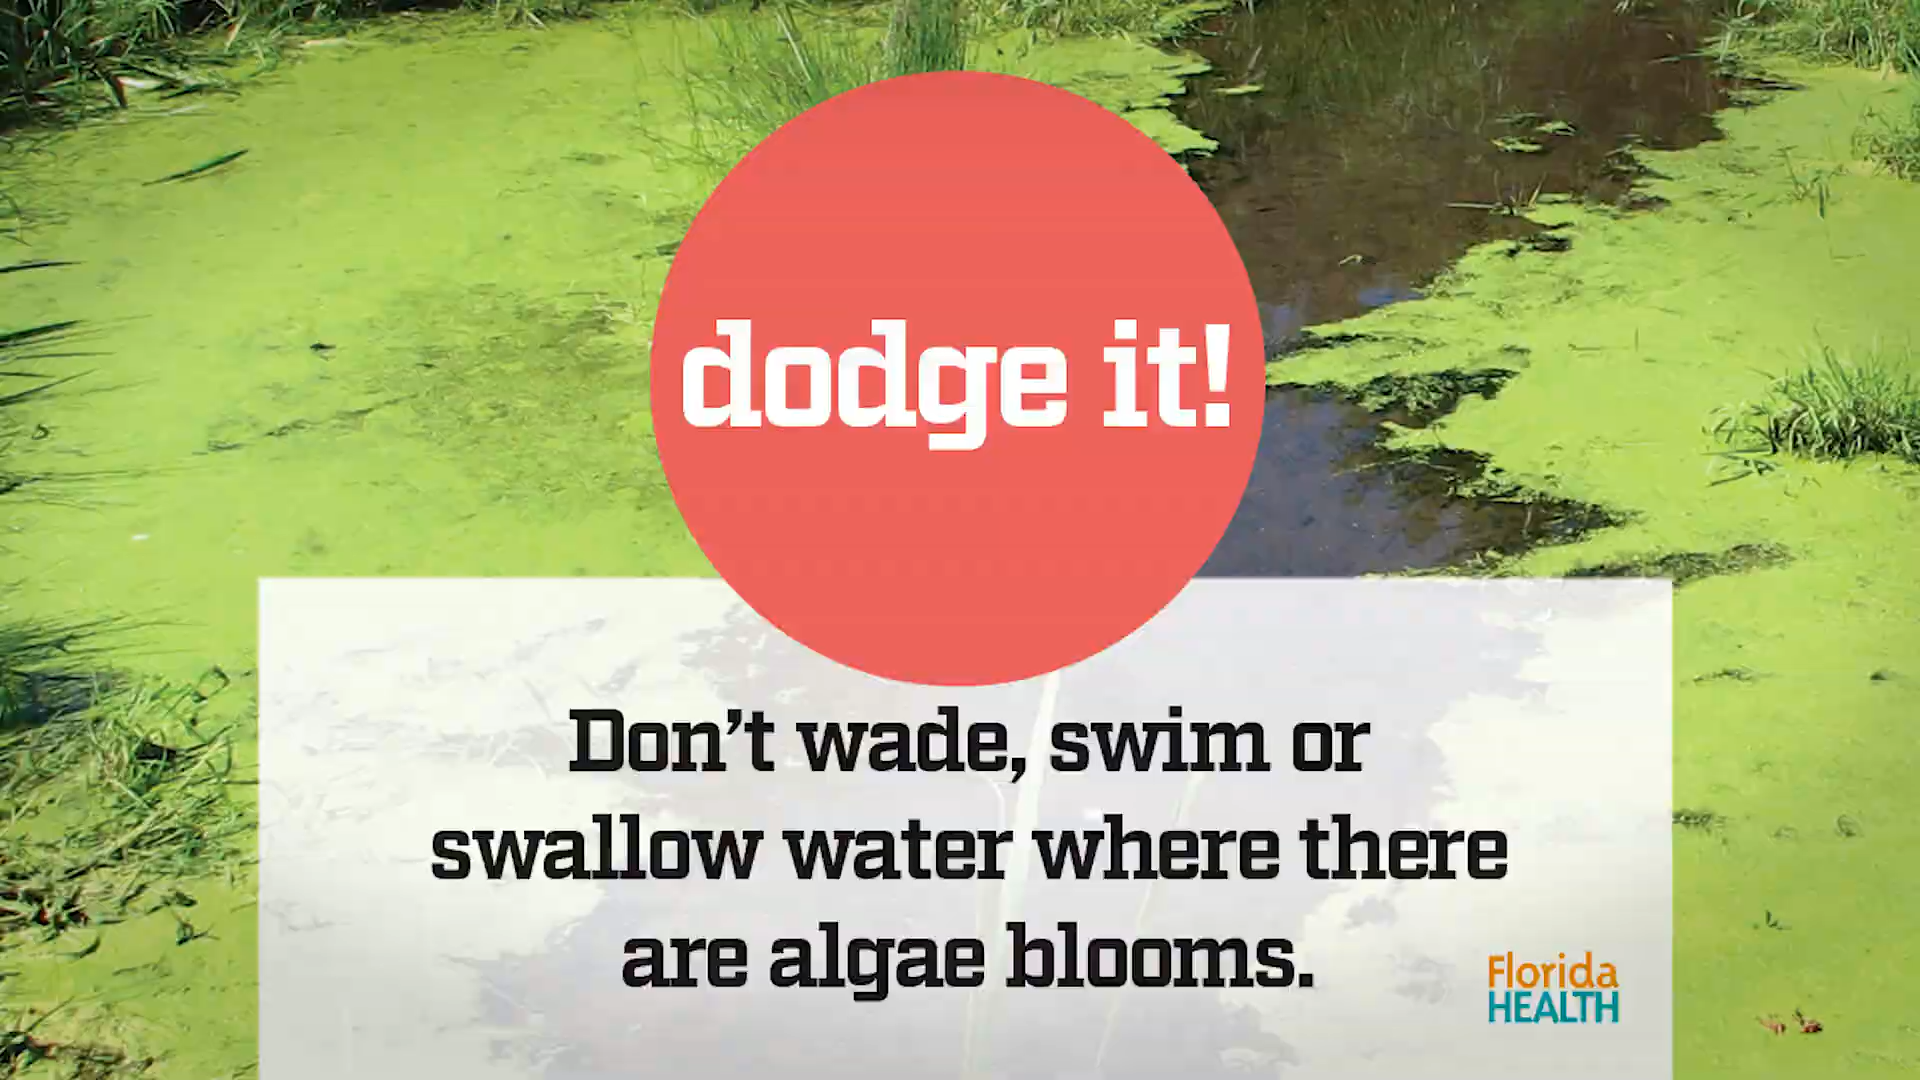 dodge it!
Don’t wade, swim or
swallow water where there
are algae blooms.
Florida
HEALTH